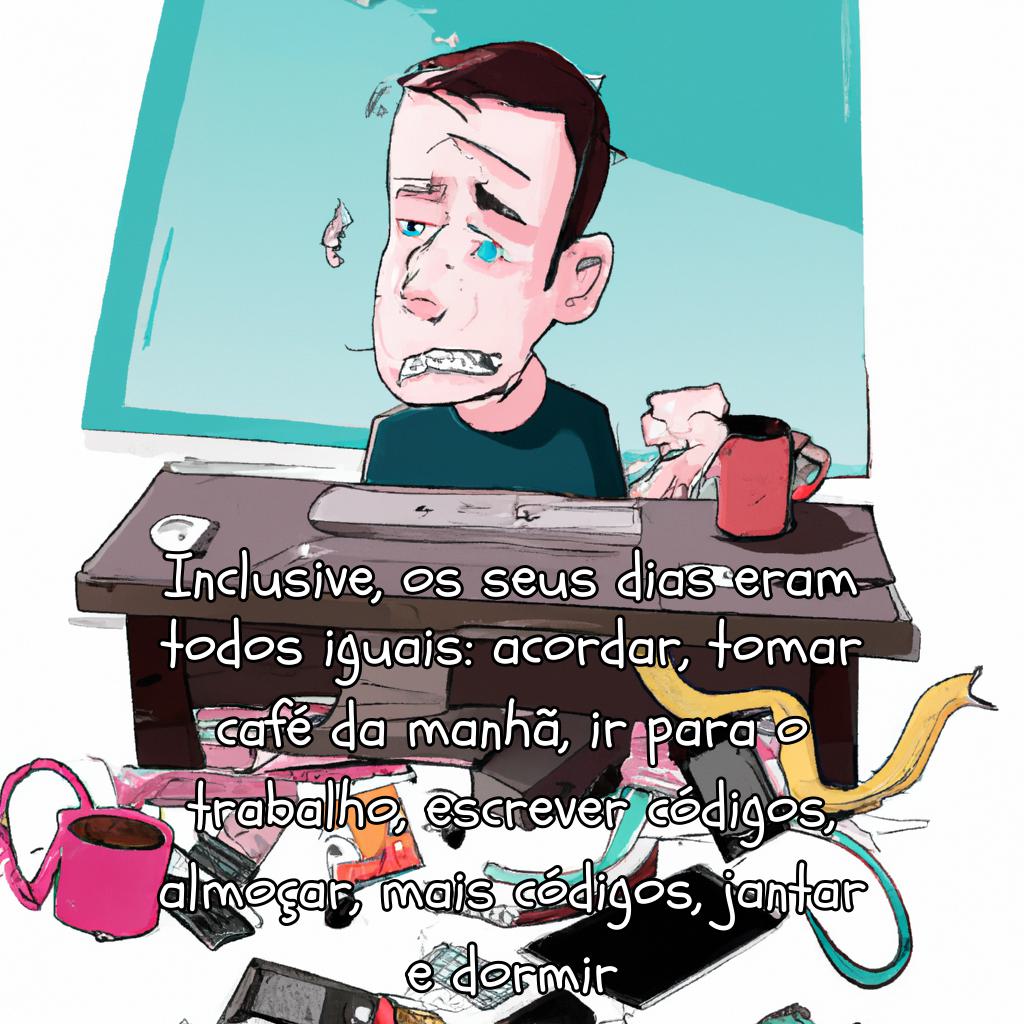 Inclusive, os seus dias eram
todos iguais: acordar, tomar
café da manhã, ir para o
trabalho, escrever códigos,
almoçar, mais códigos, jantar
e dormir